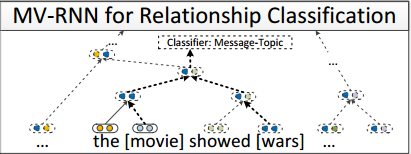 MV-RNN for Relationship Classification
...
Classifier: Message-Topic
...
... the [movie] showed [wars] ...